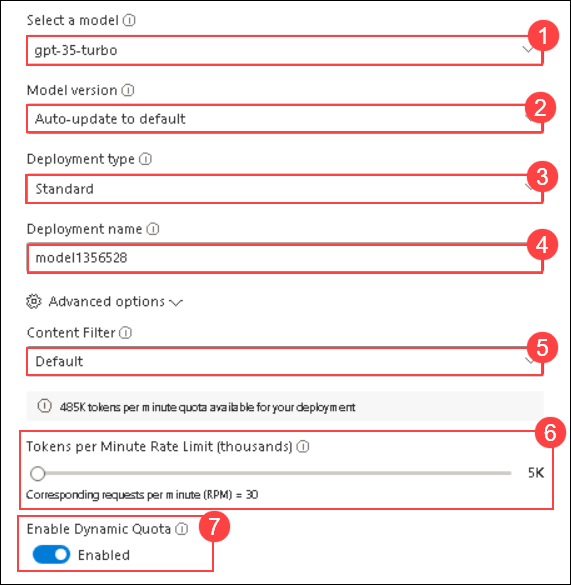 Select a model
1
gpt-35-turbo
Model version
2
Auto-update to default
Deployment type
3
Standard
Deployment name
4
model1356528
Advanced options
Content Filter
5
Default
485K tokens per minute quota available for your deployment
6
Tokens per Minute Rate Limit (thousands)
5K
Corresponding requests per minute (RPM) = 30
7
Enable Dynamic Quota
Enabled